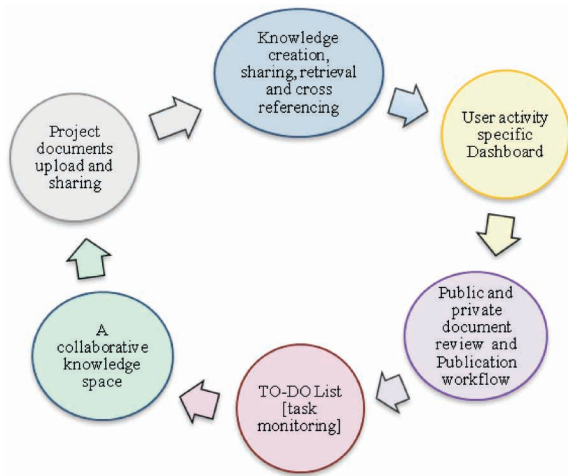 Knowledge
creation,
sharing, retrieval
and cross
referencing
User activity
specific
Dashboard
Public and
private
document
review and
Publication
workflow
TO-DO List
[task
monitoring]
A
collaborative
knowledge
space
Project
documents
upload and
sharing